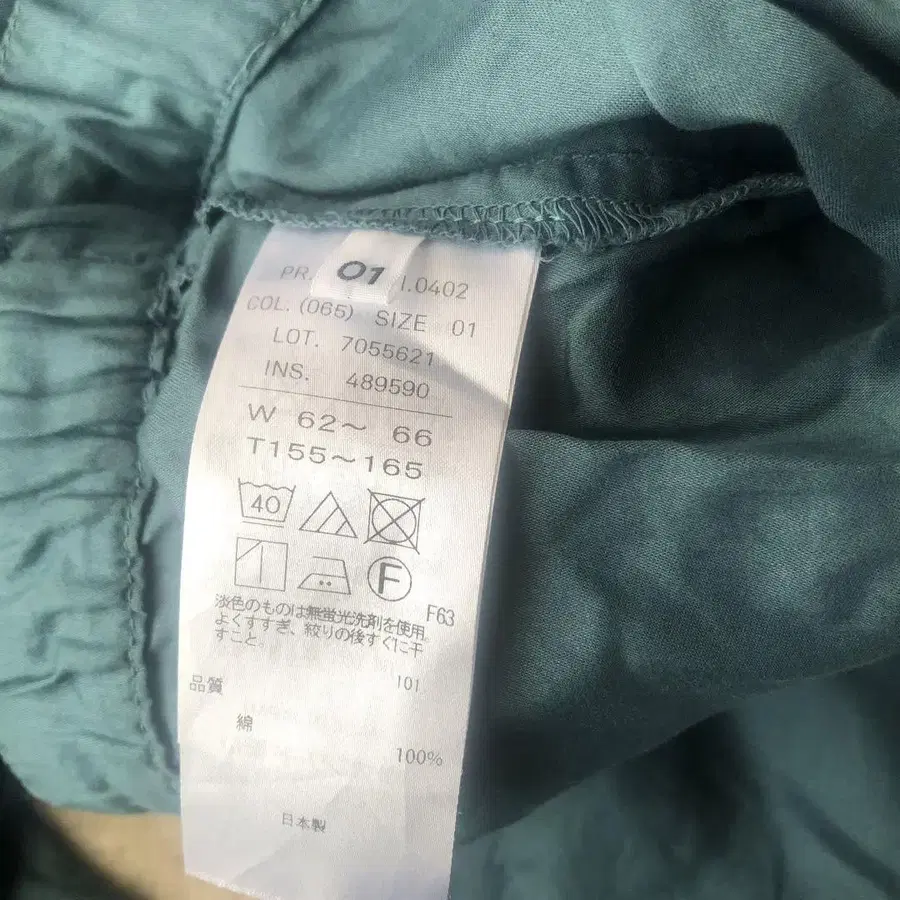 PR. 01 I.0402
COL. (065) SIZE 01
LOT. 7055621
INS. 489590
W 62～ 66
T155～165
40
F
淡色のものは無蛍光洗剤を使用 F63
よくすすぎ、絞りの後すぐに干
すこと。
品質 101
綿
100%
日本製